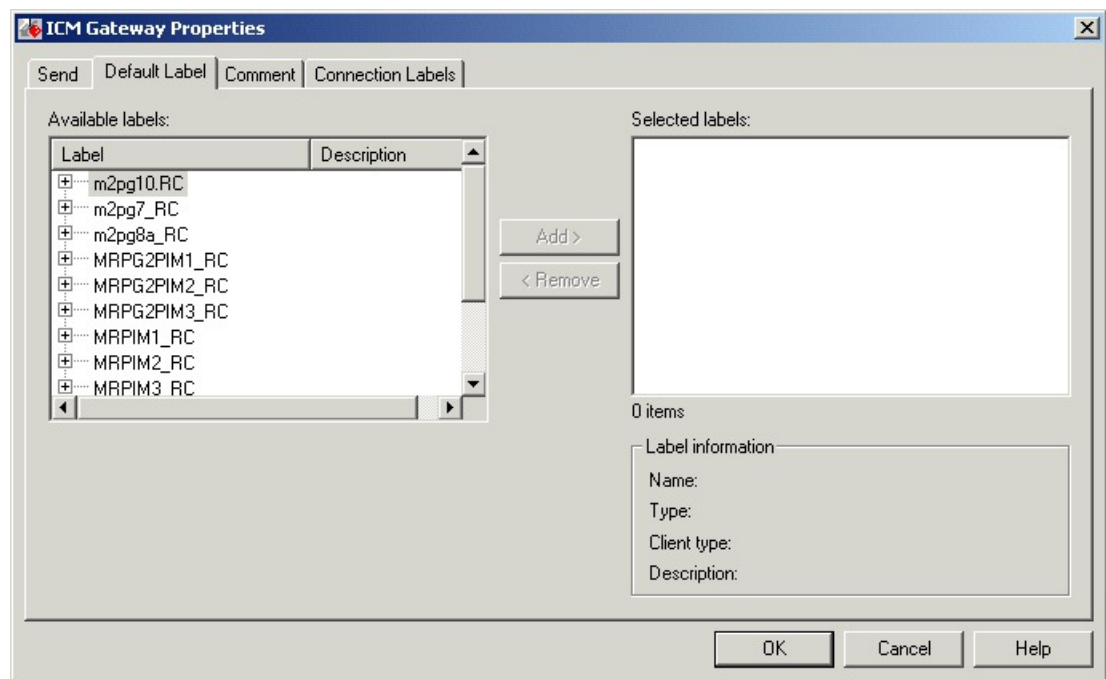 ICM Gateway Properties
Send Default Label Comment Connection Labels
Available labels:
Label Description
m2pg10.RC
m2pg7_RC
m2pg8a_RC
MRPG2PIM1_RC
MRPG2PIM2_RC
MRPG2PIM3_RC
MRPIM1_RC
MRPIM2_RC
MRPIM3_RC
Add >
< Remove
Selected labels:
0 items
Label information
Name:
Type:
Client type:
Description:
OK Cancel Help